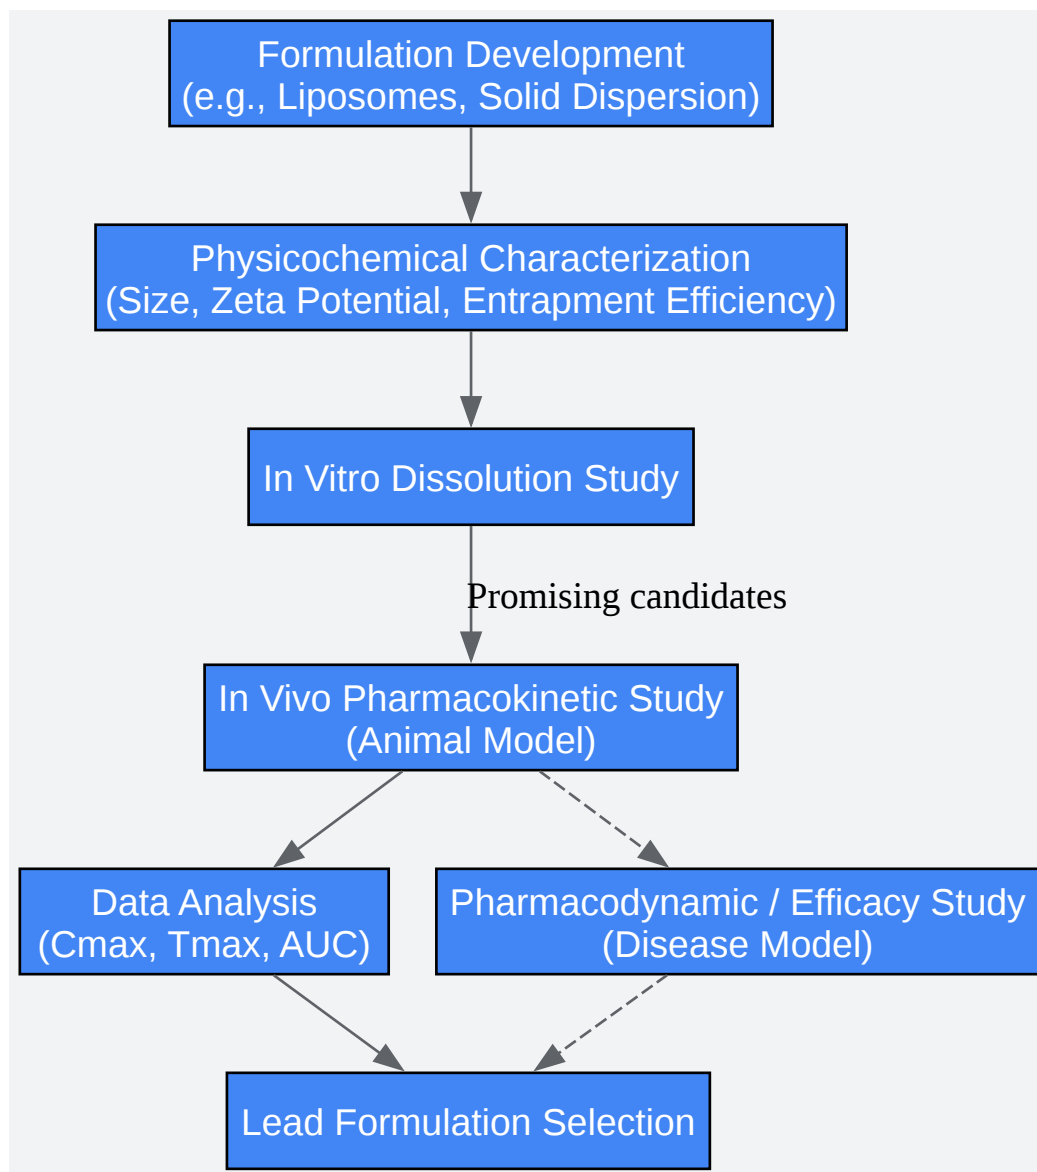 Formulation Development
(e.g., Liposomes, Solid Dispersion)
Physicochemical Characterization
(Size, Zeta Potential, Entrapment Efficiency)
In Vitro Dissolution Study
Promising candidates
In Vivo Pharmacokinetic Study
(Animal Model)
Data Analysis
(Cmax, Tmax, AUC)
Pharmacodynamic / Efficacy Study
(Disease Model)
Lead Formulation Selection